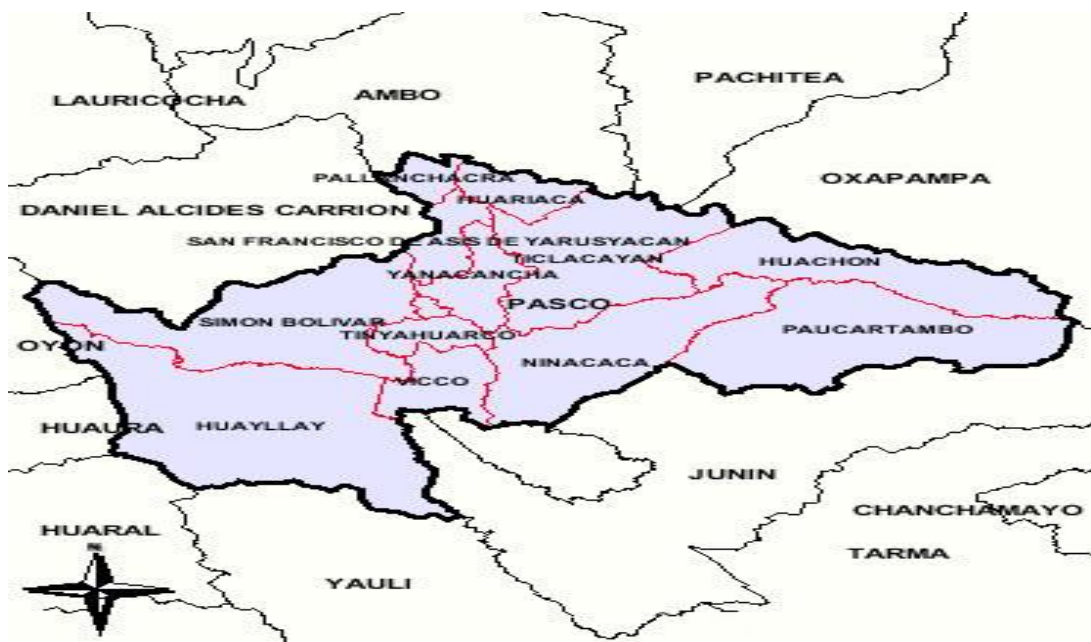 PACHITEA
LAURICOCHA
AMBO
PALLANCHACRA
OXAPAMPA
HUARIACA
DANIEL ALCIDES CARRION
SAN FRANCISCO DE ASIS DE YARUSYACAN
TICLACAYAN
HUACHON
YANACANCHA
PASCO
SIMON BOLIVAR
PAUCARTAMBO
TINYAHUARCO
OYON
NINACACA
VICCO
HUAURA
HUAYLLAY
JUNIN
CHANCHAMAYO
HUARAL
N
TARMA
YAULI